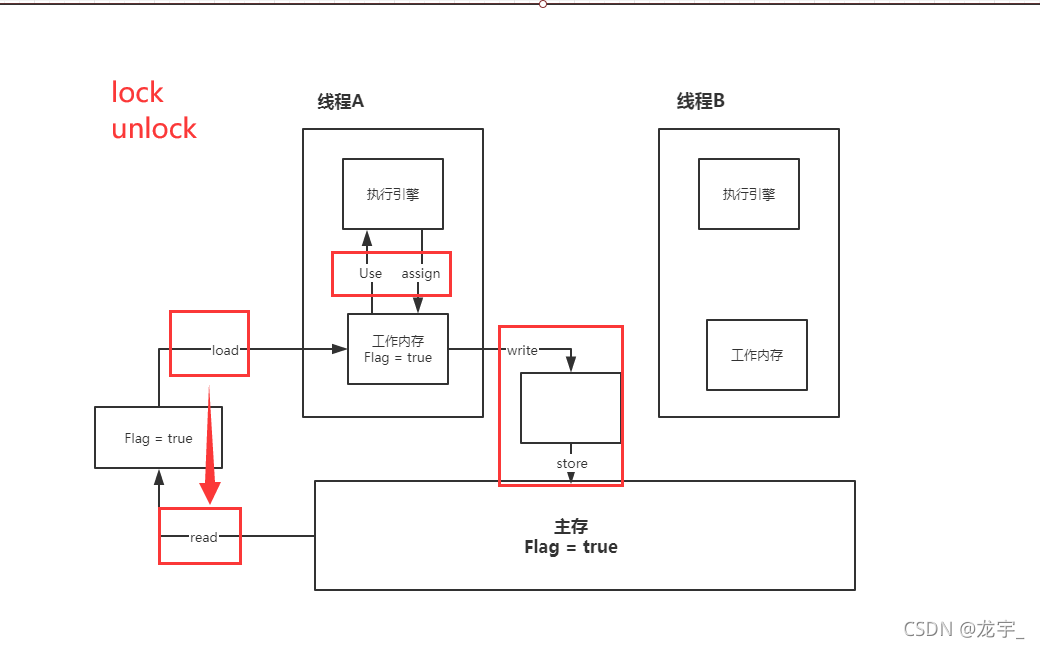 lock
unlock
线程A
线程B
执行引擎
执行引擎
Use
assign
工作内存
Flag = true
load
write
工作内存
Flag = true
store
read
主存
Flag = true
CSDN @龙宇_